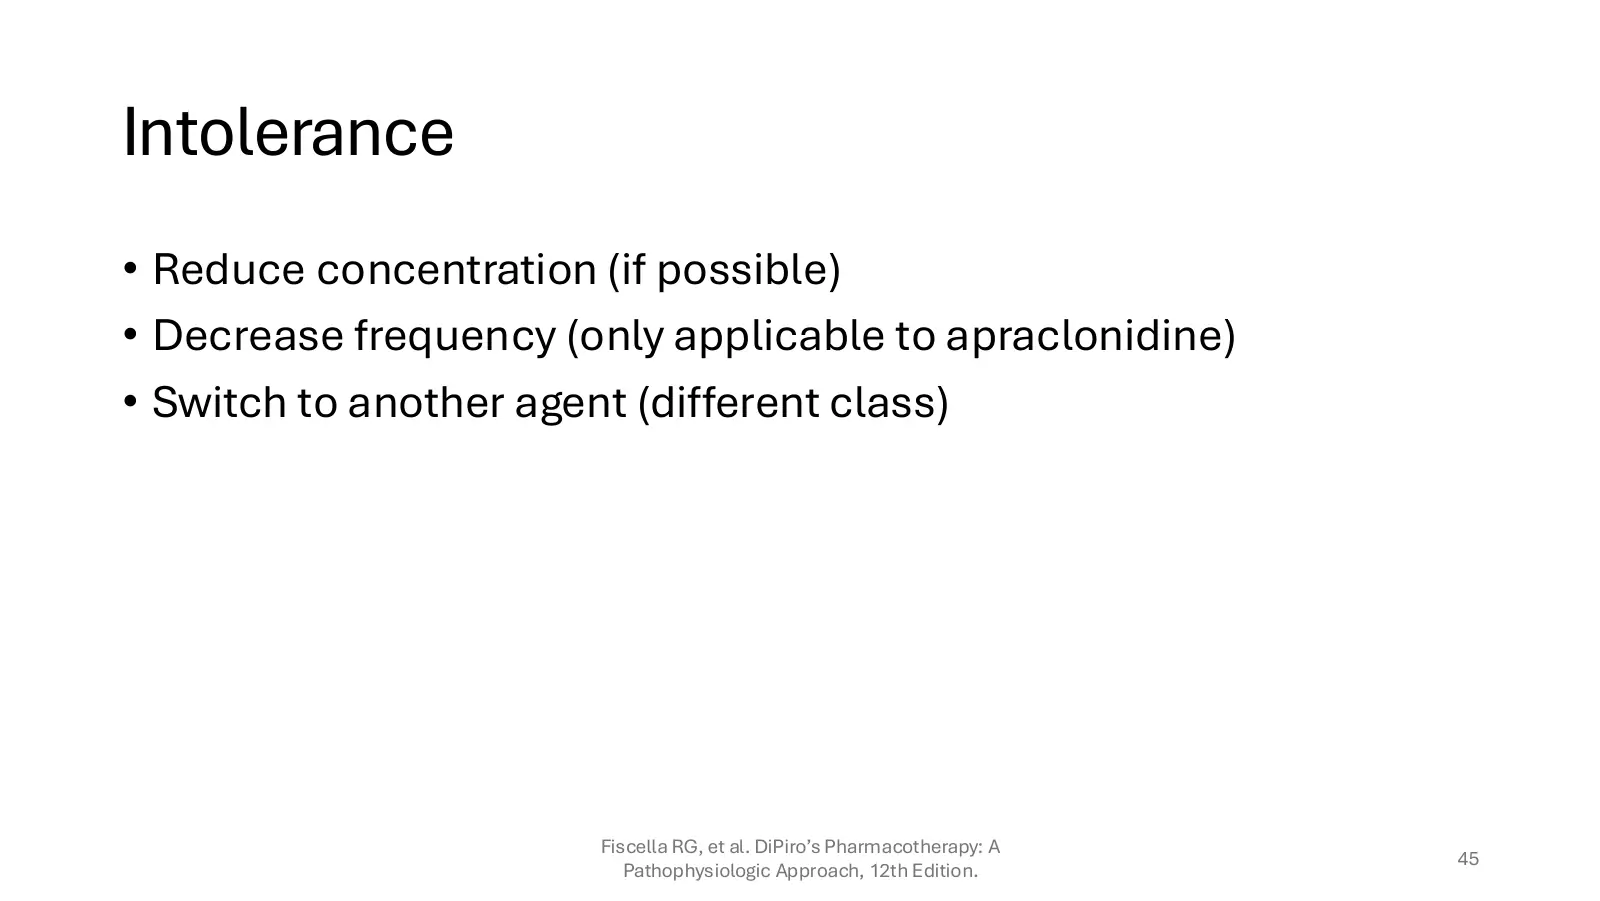 Intolerance
• Reduce concentration (if possible)
• Decrease frequency (only applicable to apraclonidine)
• Switch to another agent (different class)
Fiscella RG, et al. DiPiro’s Pharmacotherapy: A
Pathophysiologic Approach, 12th Edition.
45